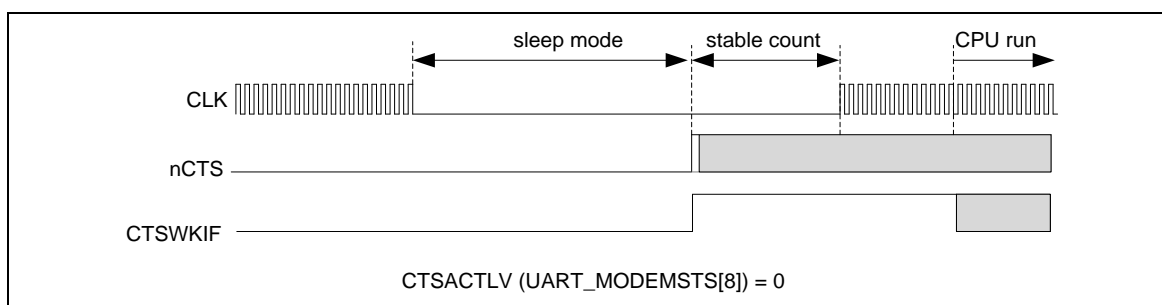 sleep mode stable count CPU run
CLK
nCTS
CTSWKIF
CTSACTLV (UART_MODEMSTS[8]) = 0